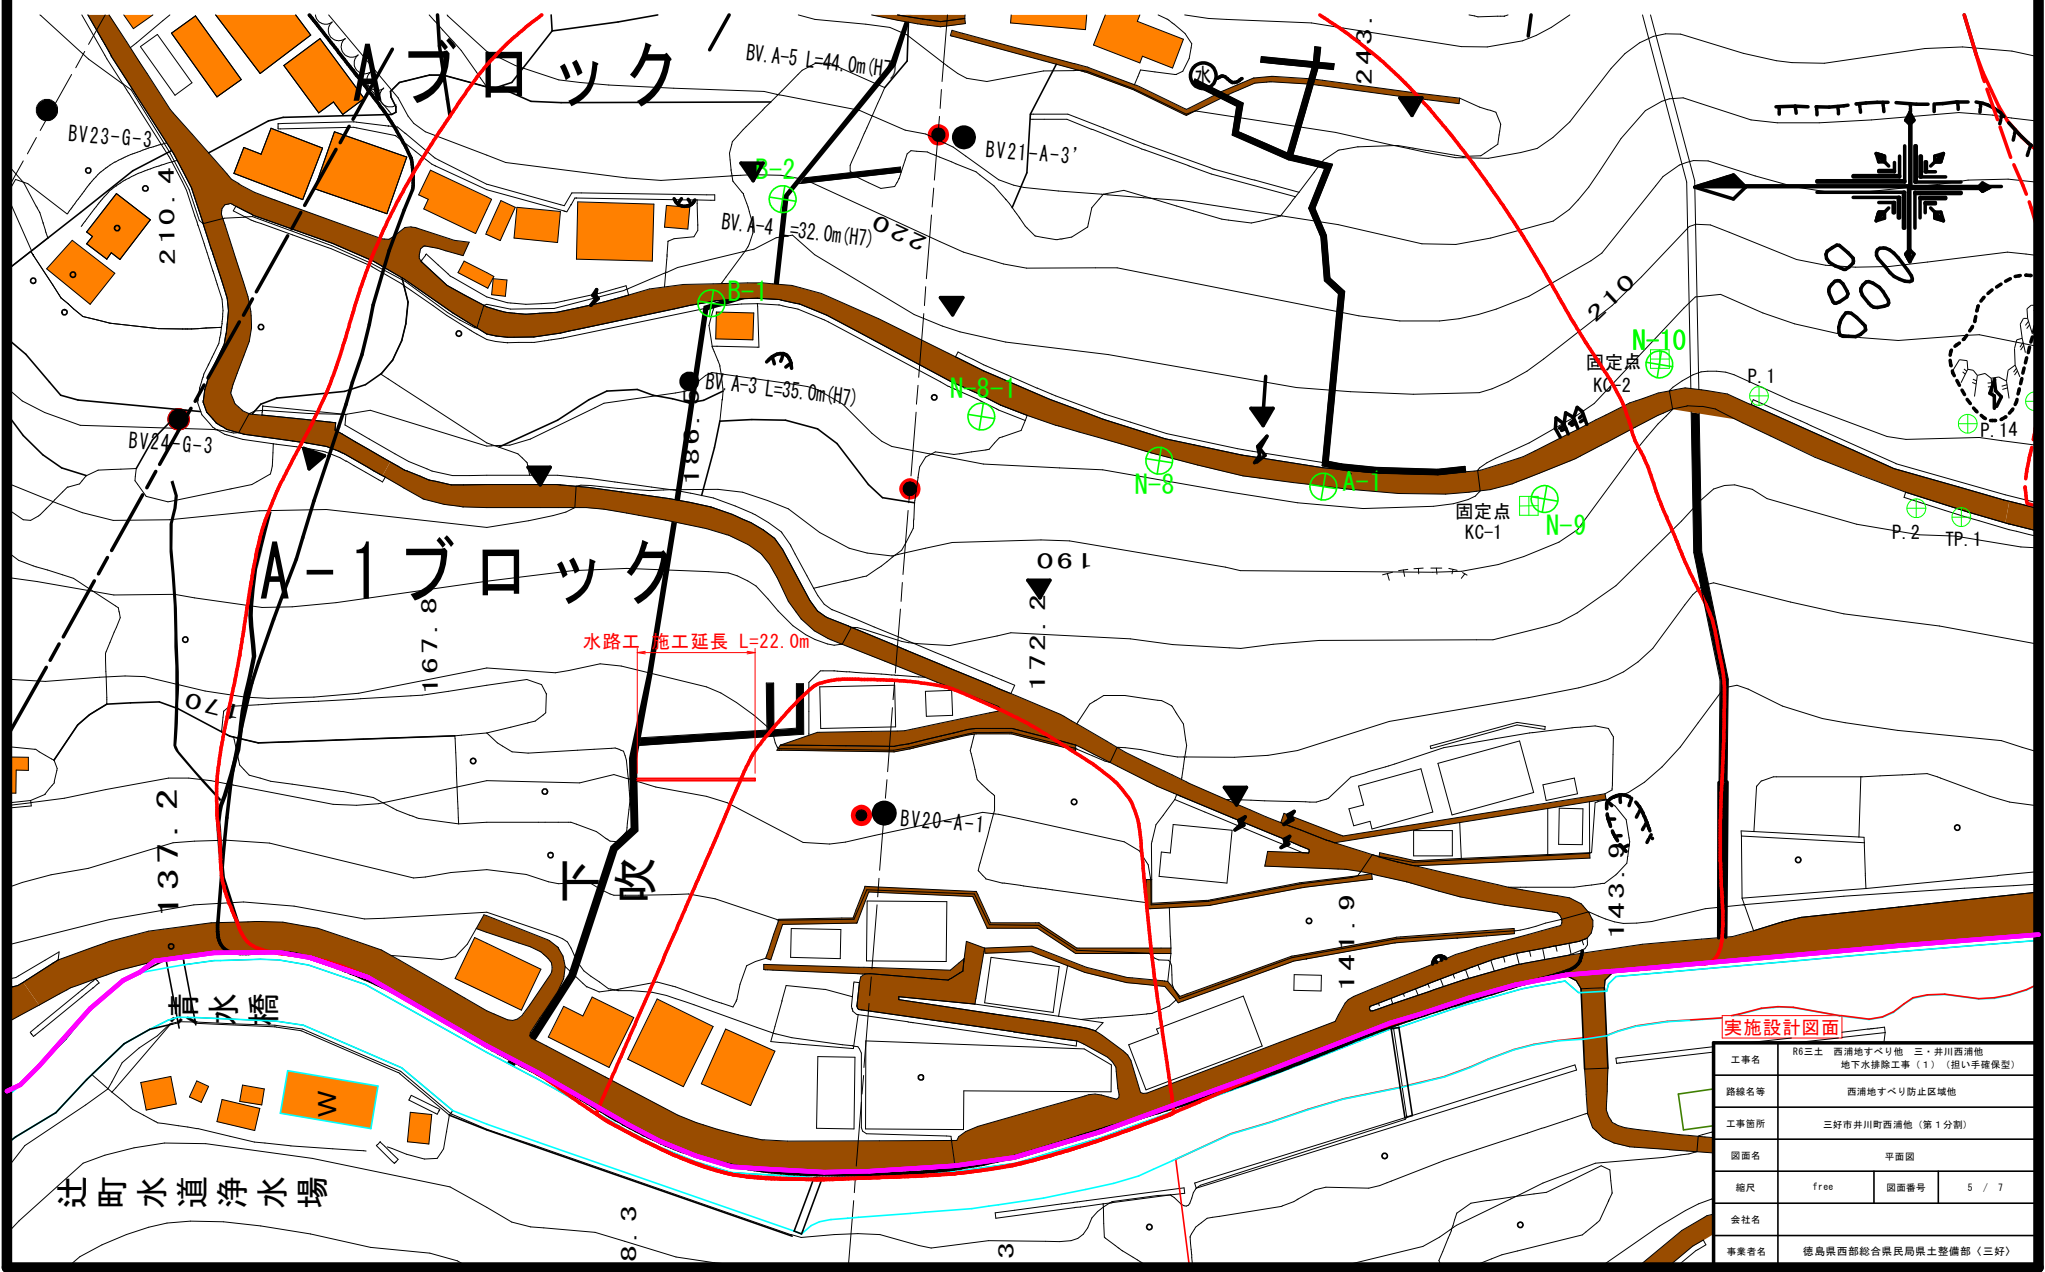 Aブロック
BV.A-5 L=44.0m(H7)
243.
水
BV23-G-3
BV21-A-3'
B-2
210.4
BV.A-4 L=32.0m(H7)
220
B-1
210
N-10
固定点
KC-2
P.1
N-8-1
BV.A-3 L=35.0m(H7)
P.14
BV24-G-3
186.
N-8
A-1
固定点
KC-1
N-9
P.2
TP.1
A-1ブロック
190
167.8
172.2
水路工 施工延長 L=22.0m
170
137.2
BV20-A-1
下吹
143.9
141.9
青水橋
実施設計図面
工事名 R6三土 西浦地すべり他 三・井川西浦他
地下水排除工事(1)(担い手確保型)
路線名等 西浦地すべり防止区域他
工事箇所 三好市井川町西浦他(第1分割)
図面名 平面図
縮尺 free 図面番号 5 / 7
会社名
事業者名 徳島県西部総合県民局県土整備部〈三好〉
W
辻町水道浄水場
8.3
3